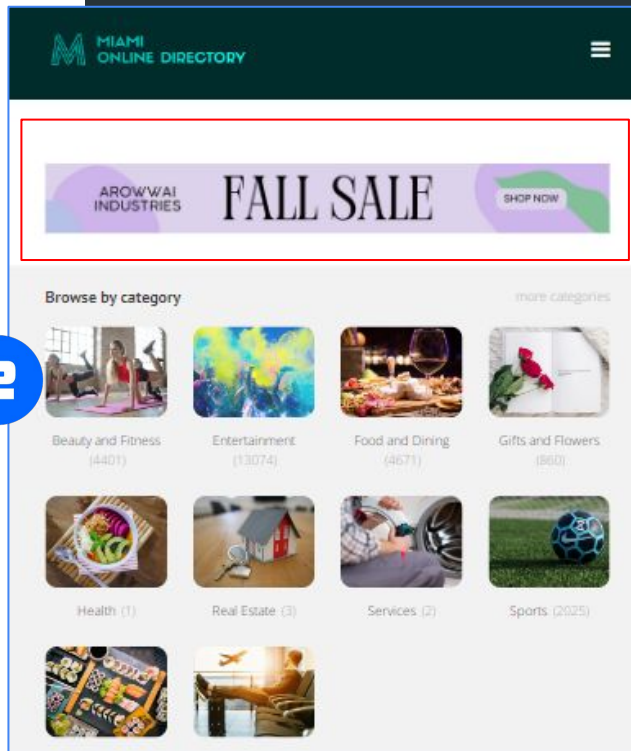 MIAMI
ONLINE DIRECTORY
AROWWAI
INDUSTRIES
FALL SALE
SHOP NOW
Browse by category
more categories
2
Beauty and Fitness
(4401)
Entertainment
(13074)
Food and Dining
(4671)
Gifts and Flowers
(860)
Health (1)
Real Estate (3)
Services (2)
Sports (2025)